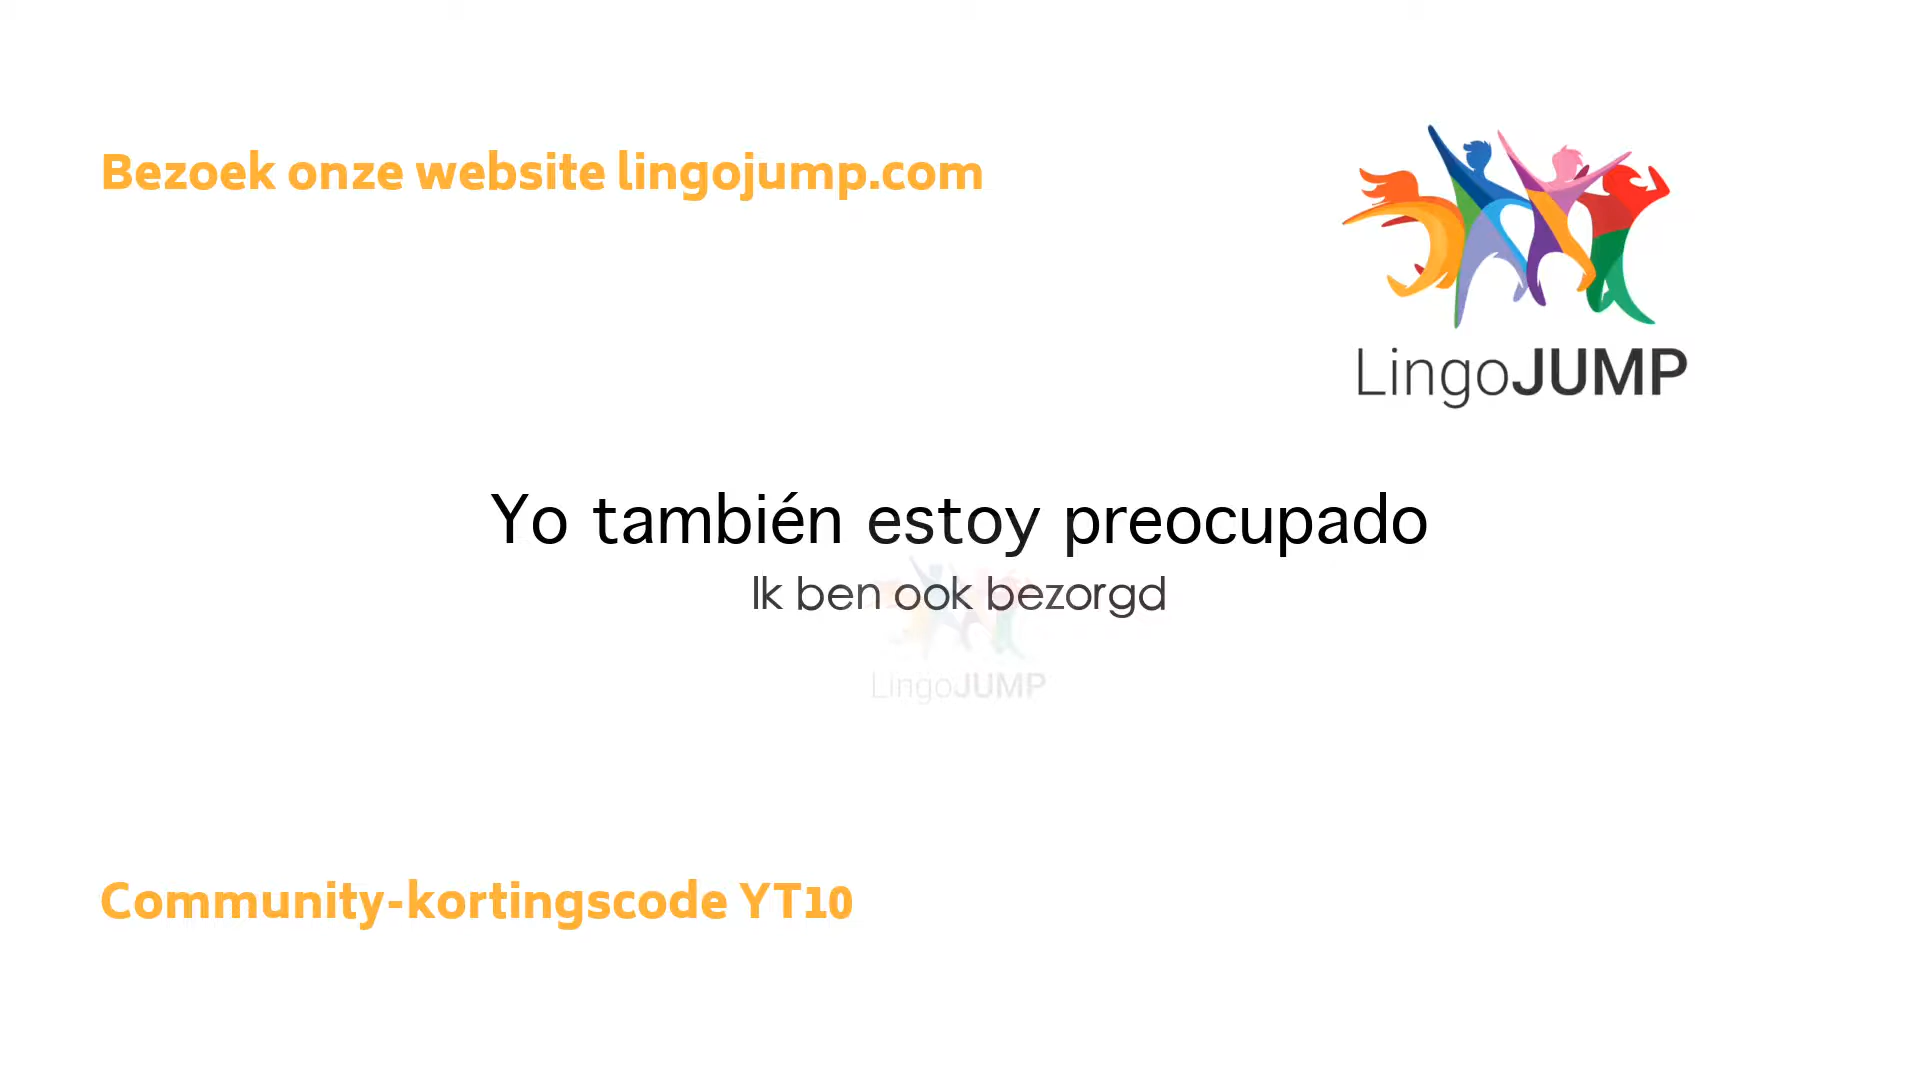 Bezoek onze website lingojump.com
LingoJUMP
Yo también estoy preocupado
Ik ben ook bezorgd
LingoJUMP
Community-kortingscode YT10